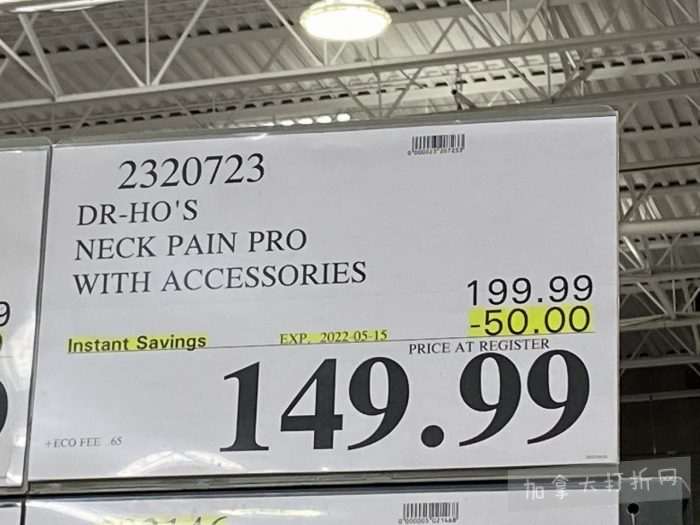 2320723
DR-HO'S
NECK PAIN PRO
WITH ACCESSORIES
199.99
-50.00
Instant Savings EXP. 2022-05-15
PRICE AT REGISTER
149.99
+ECO FEE .65
加拿大打折网